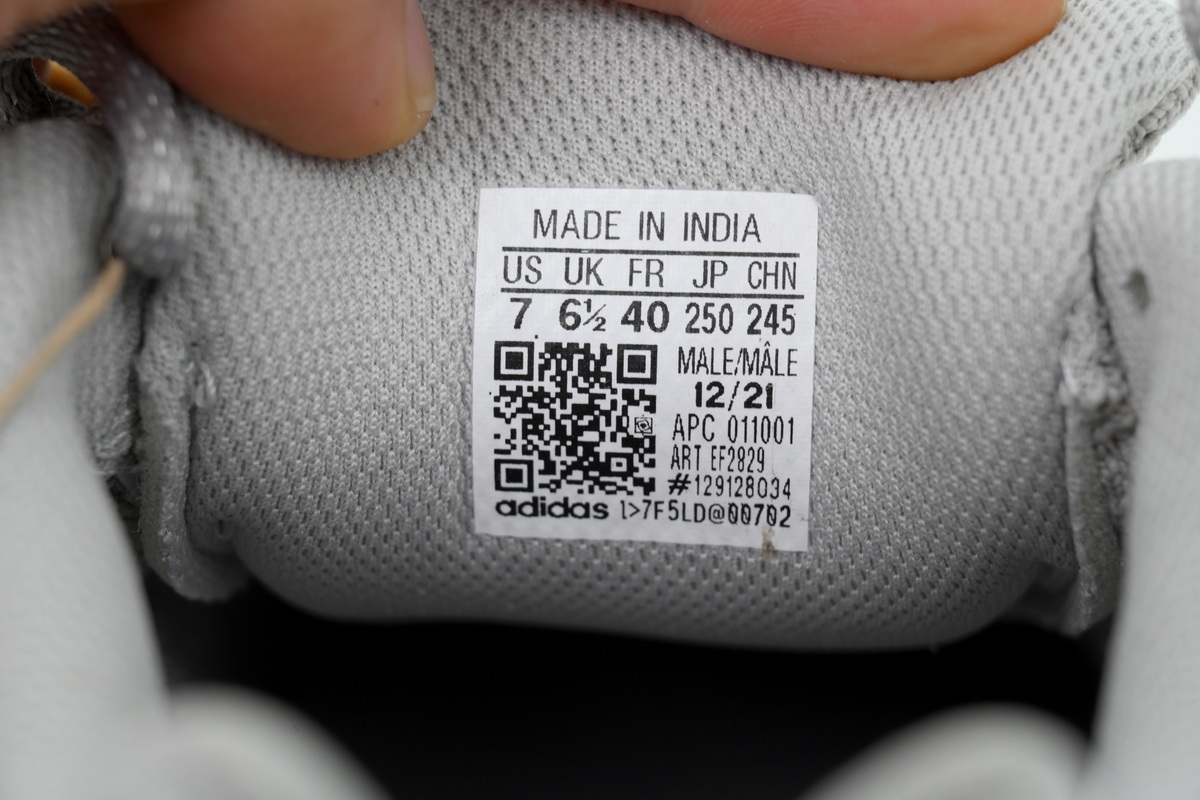 MADE IN INDIA
US UK FR JP CHN
7 6½ 40 250 245
MALE/MÂLE
12/21
APC 011001
ART EF2829
#129128034
adidas 1>7F5LD@00702